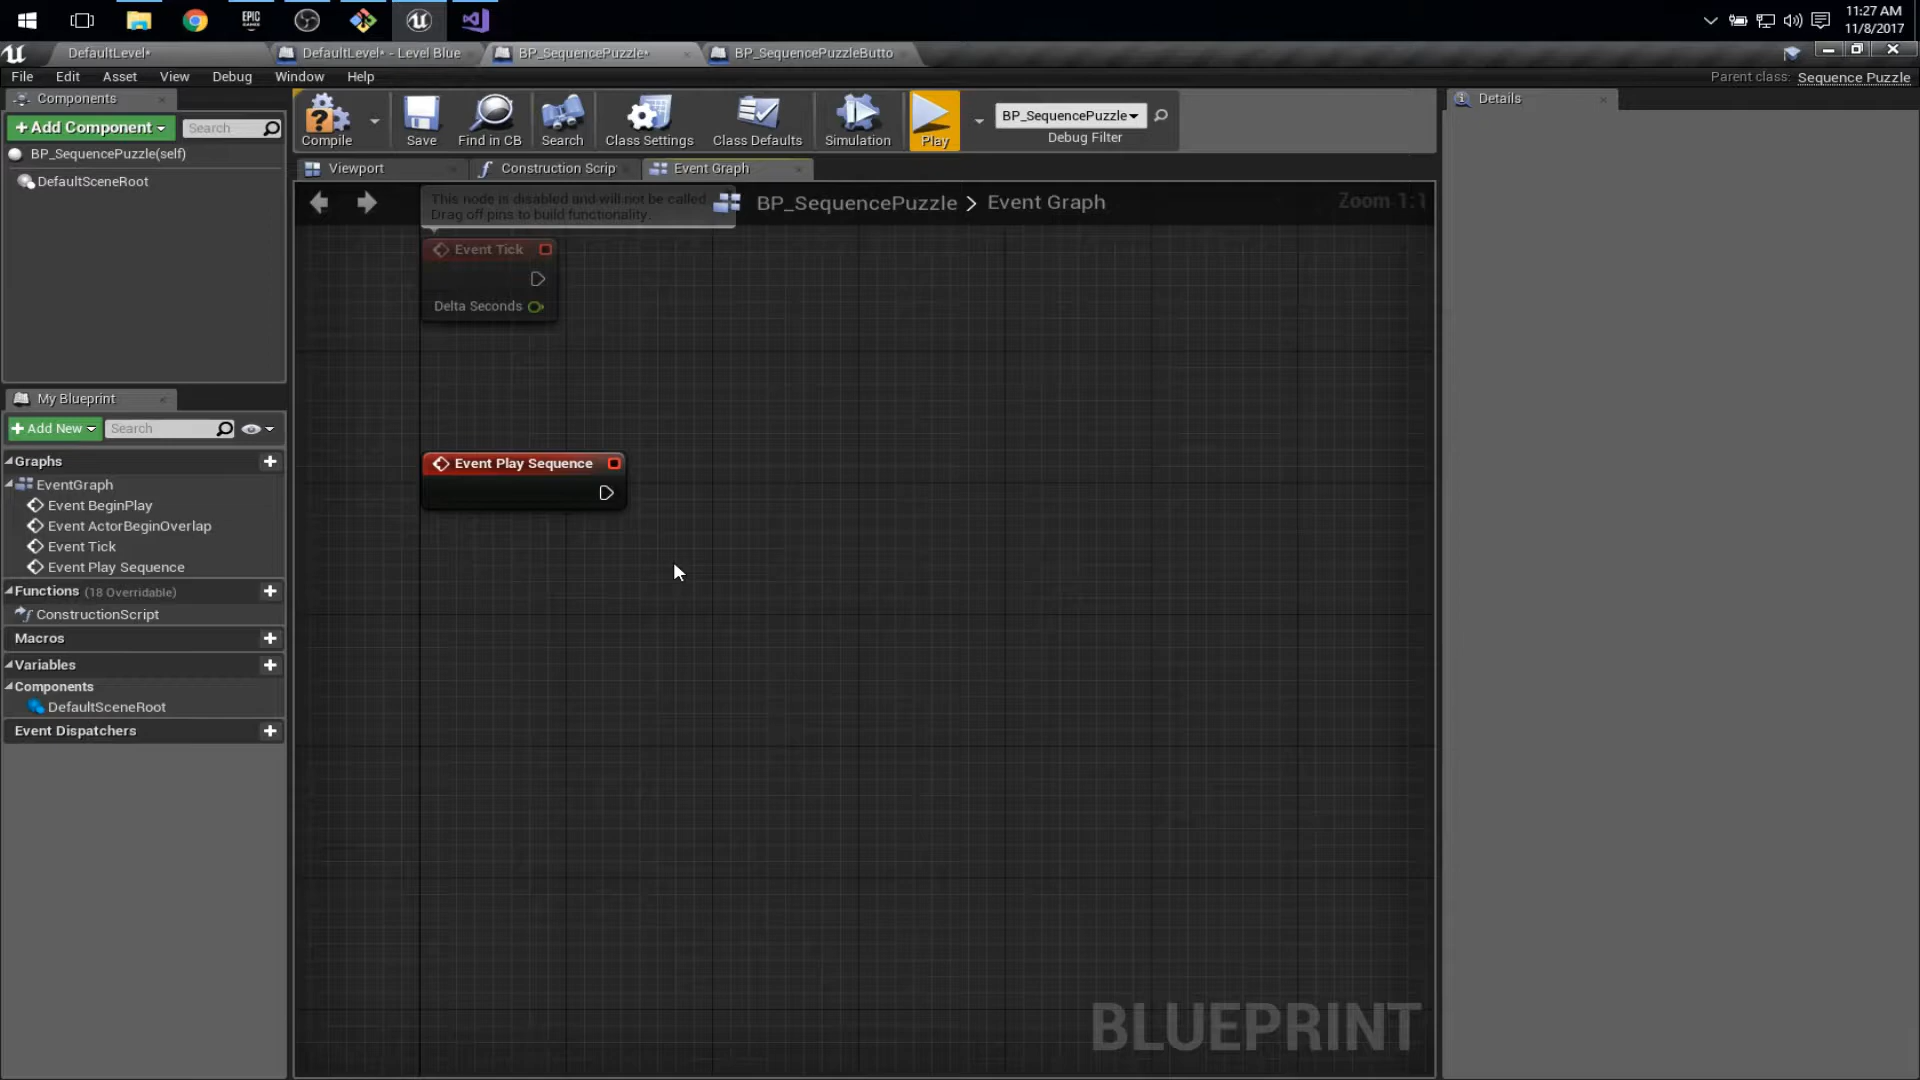 EPIC GAMES
11:27 AM
11/8/2017
DefaultLevel*
DefaultLevel* - Level Blue
BP_SequencePuzzle*
BP_SequencePuzzleButto
File Edit Asset View Debug Window Help
Parent class: Sequence Puzzle
Components
+ Add Component
Search
BP_SequencePuzzle(self)
DefaultSceneRoot
Compile
Save
Find in CB
Search
Class Settings
Class Defaults
Simulation
Play
BP_SequencePuzzle
Debug Filter
Details
Viewport
Construction Scrip
Event Graph
This node is disabled and will not be called.
Drag off pins to build functionality.
BP_SequencePuzzle > Event Graph
Zoom 1:1
Event Tick
Delta Seconds
Event Play Sequence
My Blueprint
+ Add New
Search
Graphs
EventGraph
Event BeginPlay
Event ActorBeginOverlap
Event Tick
Event Play Sequence
Functions (18 Overridable)
ConstructionScript
Macros
Variables
Components
DefaultSceneRoot
Event Dispatchers
BLUEPRINT